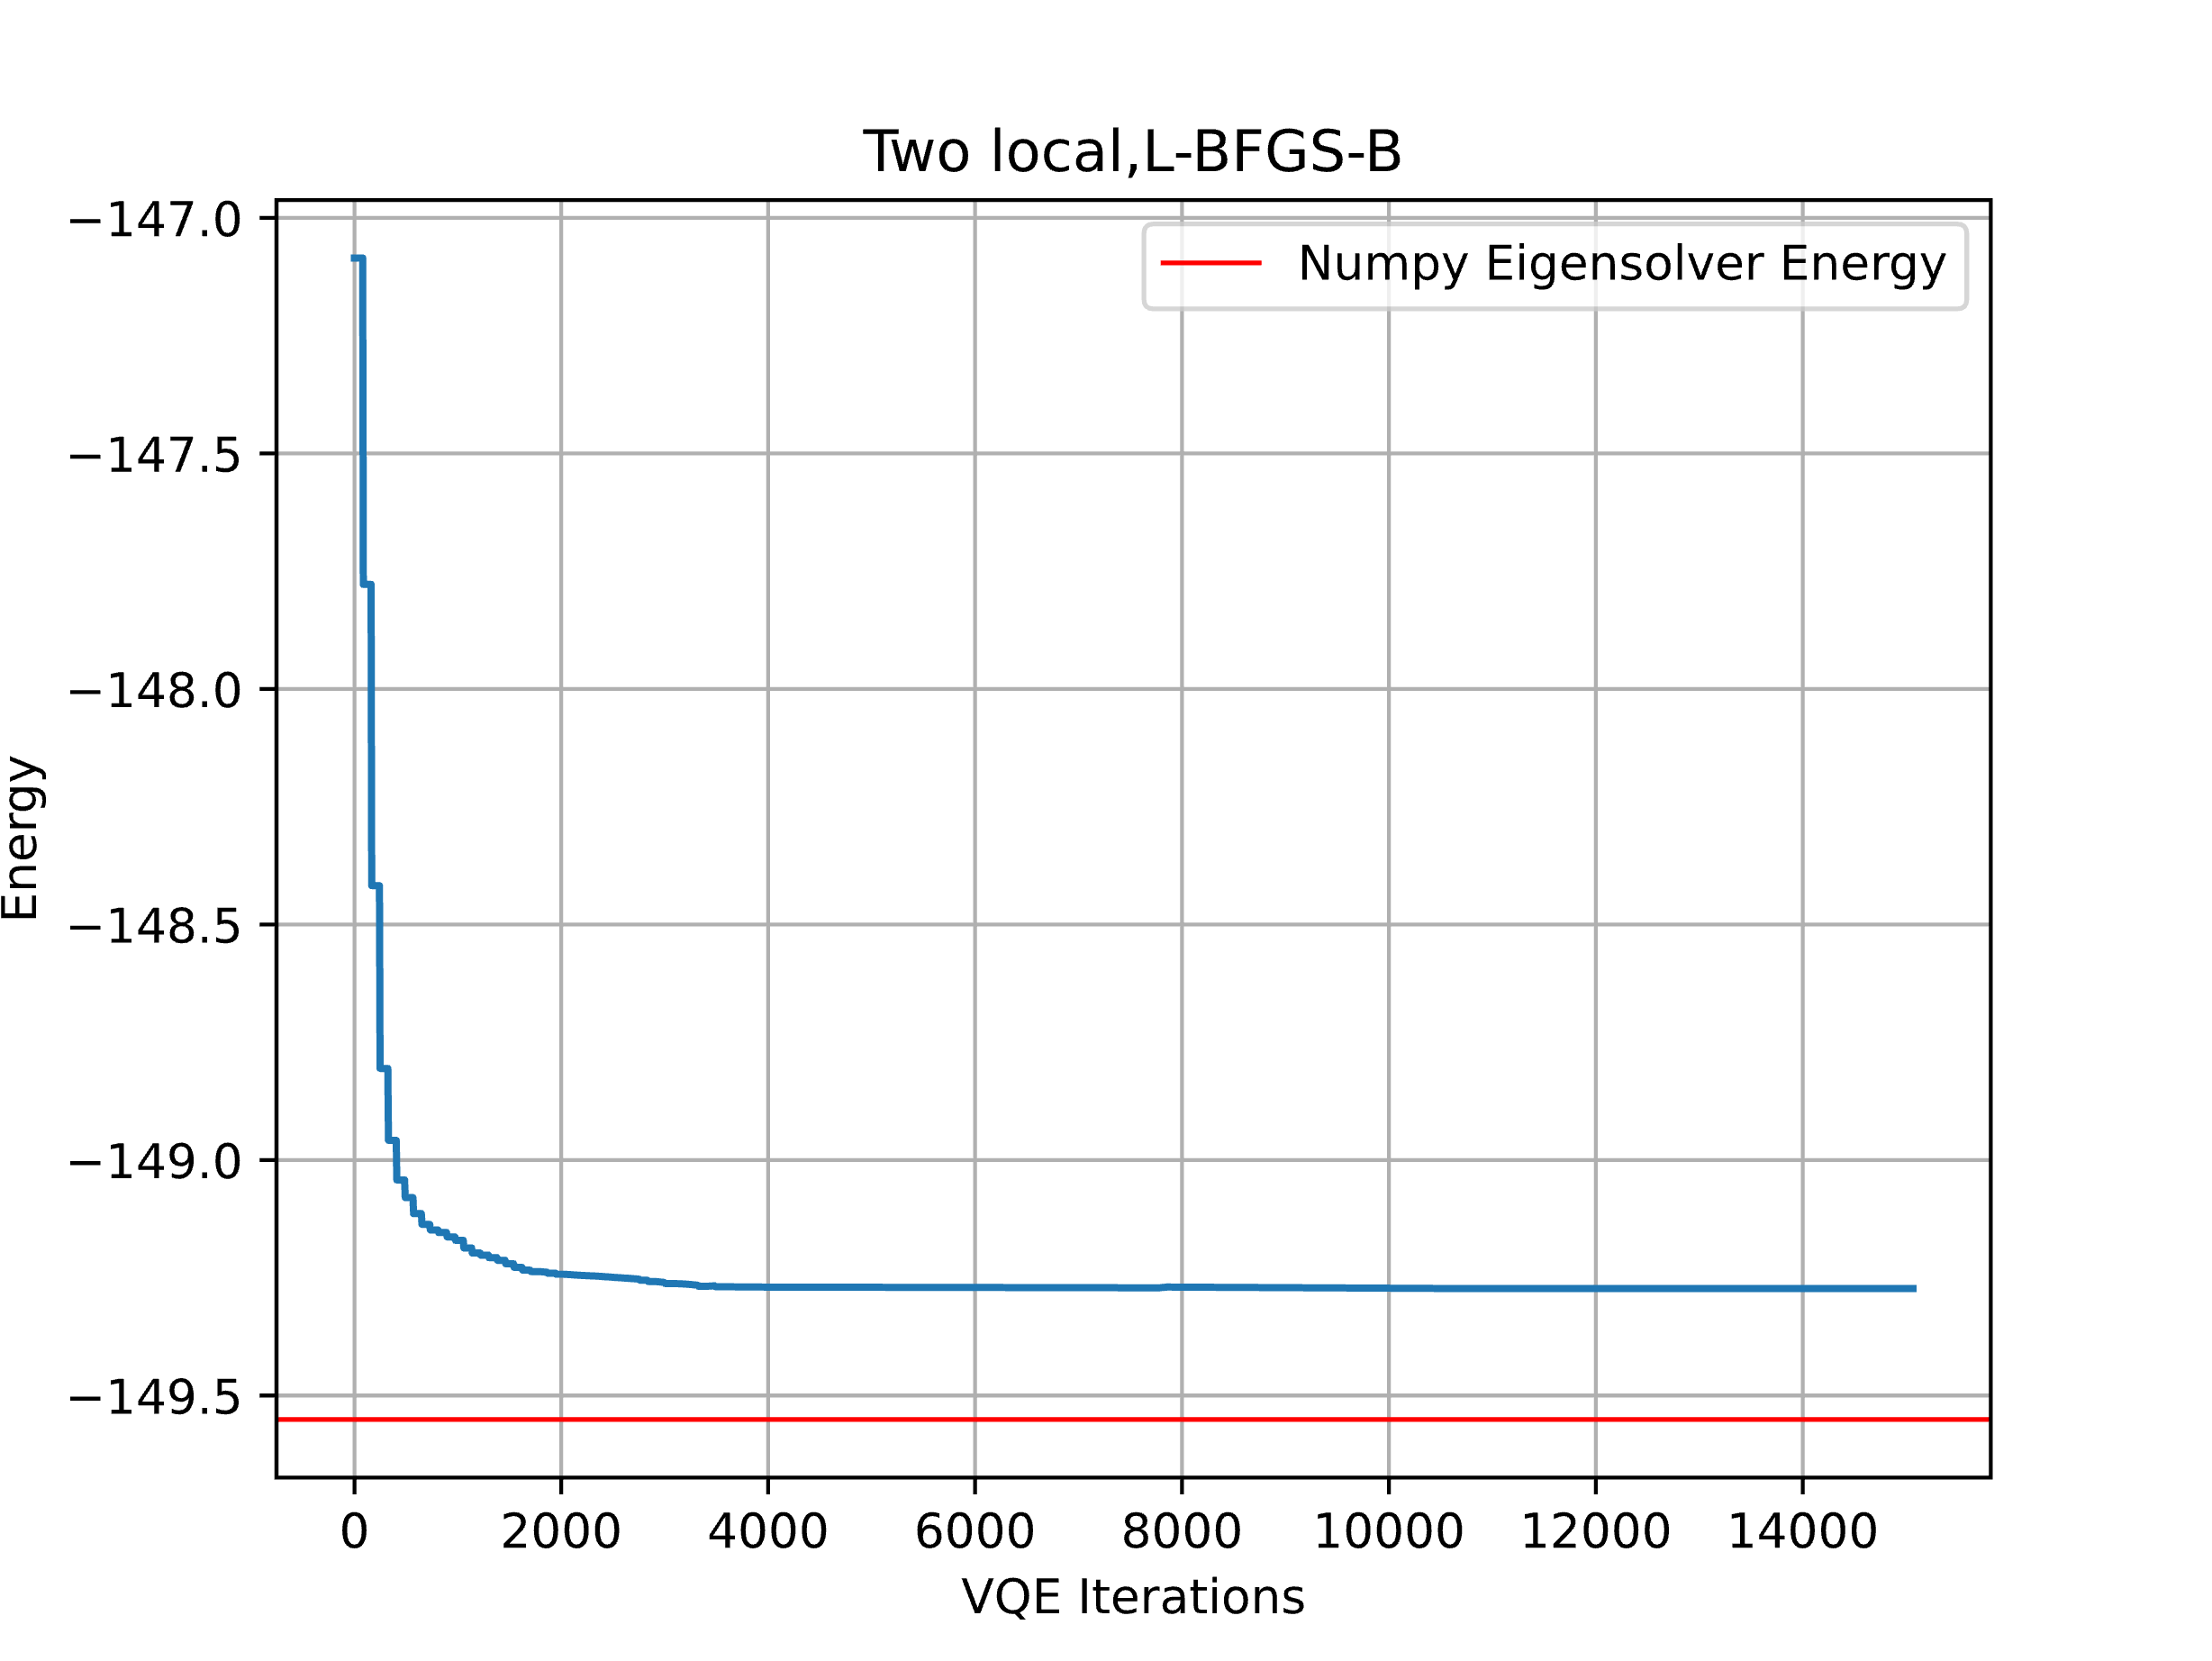 Two local,L-BFGS-B
Numpy Eigensolver Energy
−147.0
−147.5
−148.0
−148.5
−149.0
−149.5
Energy
0 2000 4000 6000 8000 10000 12000 14000
VQE Iterations